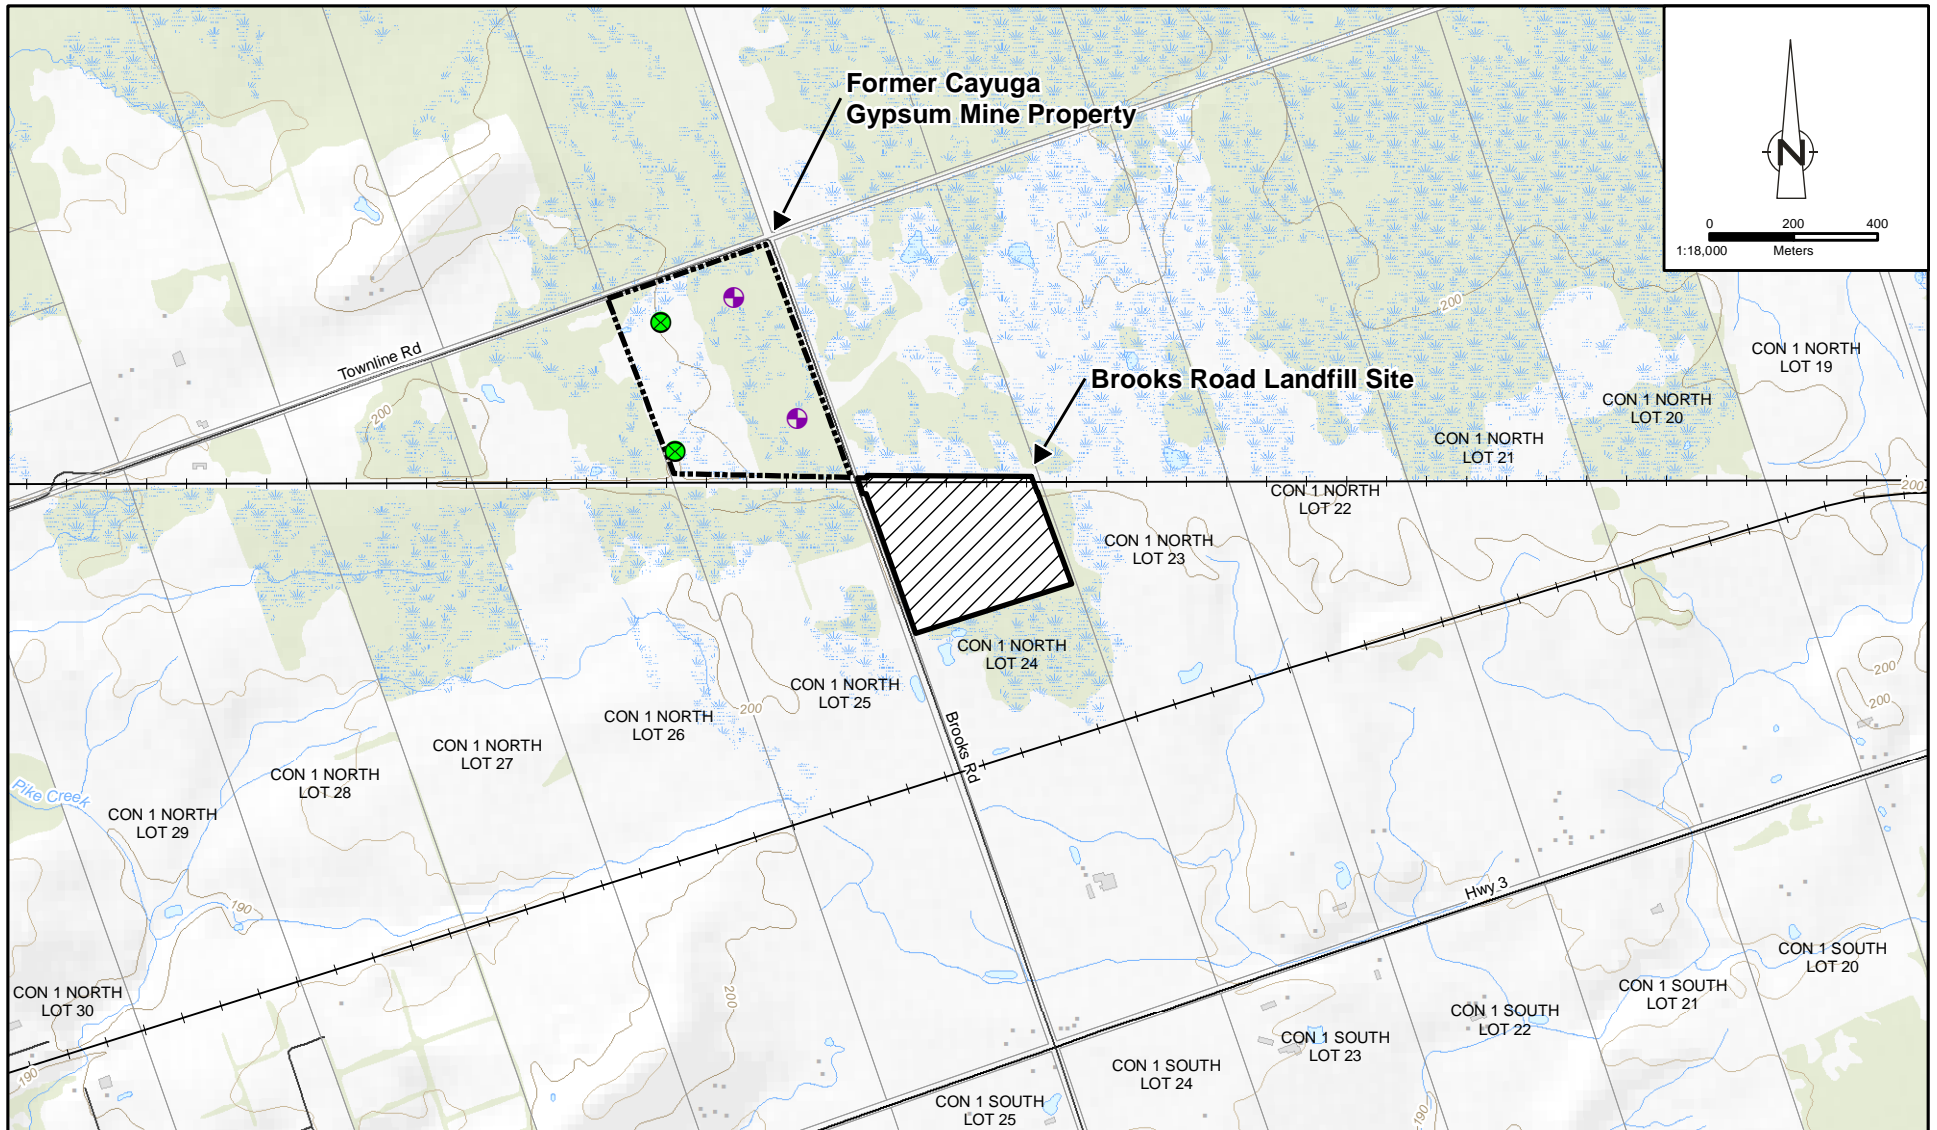 Former Cayuga
Gypsum Mine Property
N
0 200 400
1:18,000 Meters
Townline Rd
200
200
Brooks Road Landfill Site
CON 1 NORTH
LOT 19
CON 1 NORTH
LOT 20
CON 1 NORTH
LOT 21
CON 1 NORTH
LOT 22
200
CON 1 NORTH
LOT 23
CON 1 NORTH
LOT 24
CON 1 NORTH
LOT 25
200
CON 1 NORTH
LOT 26
CON 1 NORTH
LOT 27
CON 1 NORTH
LOT 28
CON 1 NORTH
LOT 29
CON 1 NORTH
LOT 30
Pike Creek
Brooks Rd
200
200
Hwy 3
190
200
190
190
CON 1 SOUTH
LOT 20
CON 1 SOUTH
LOT 21
CON 1 SOUTH
LOT 22
CON 1 SOUTH
LOT 23
CON 1 SOUTH
LOT 24
CON 1 SOUTH
LOT 25